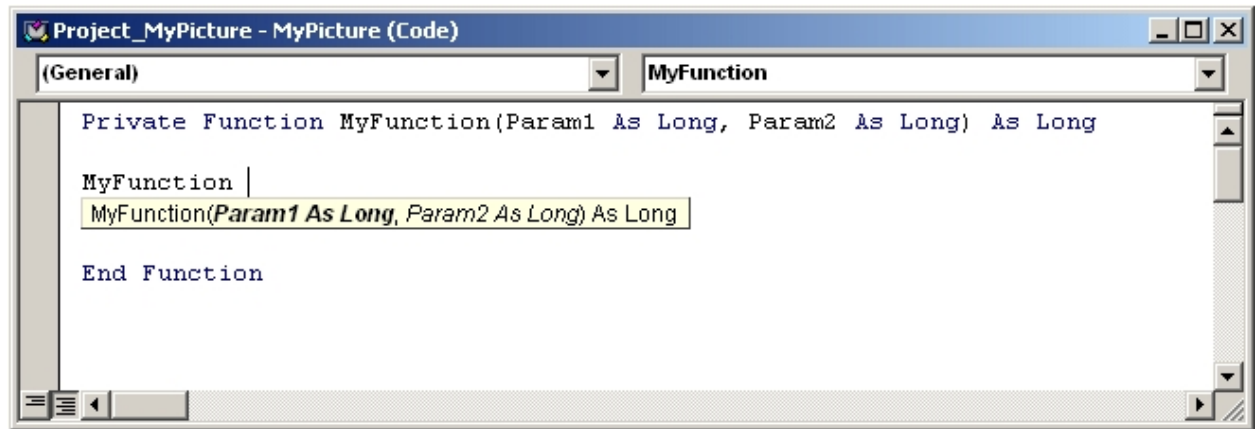 Project_MyPicture - MyPicture (Code)
(General) MyFunction
Private Function MyFunction(Param1 As Long, Param2 As Long) As Long
MyFunction
MyFunction(Param1 As Long, Param2 As Long) As Long
End Function